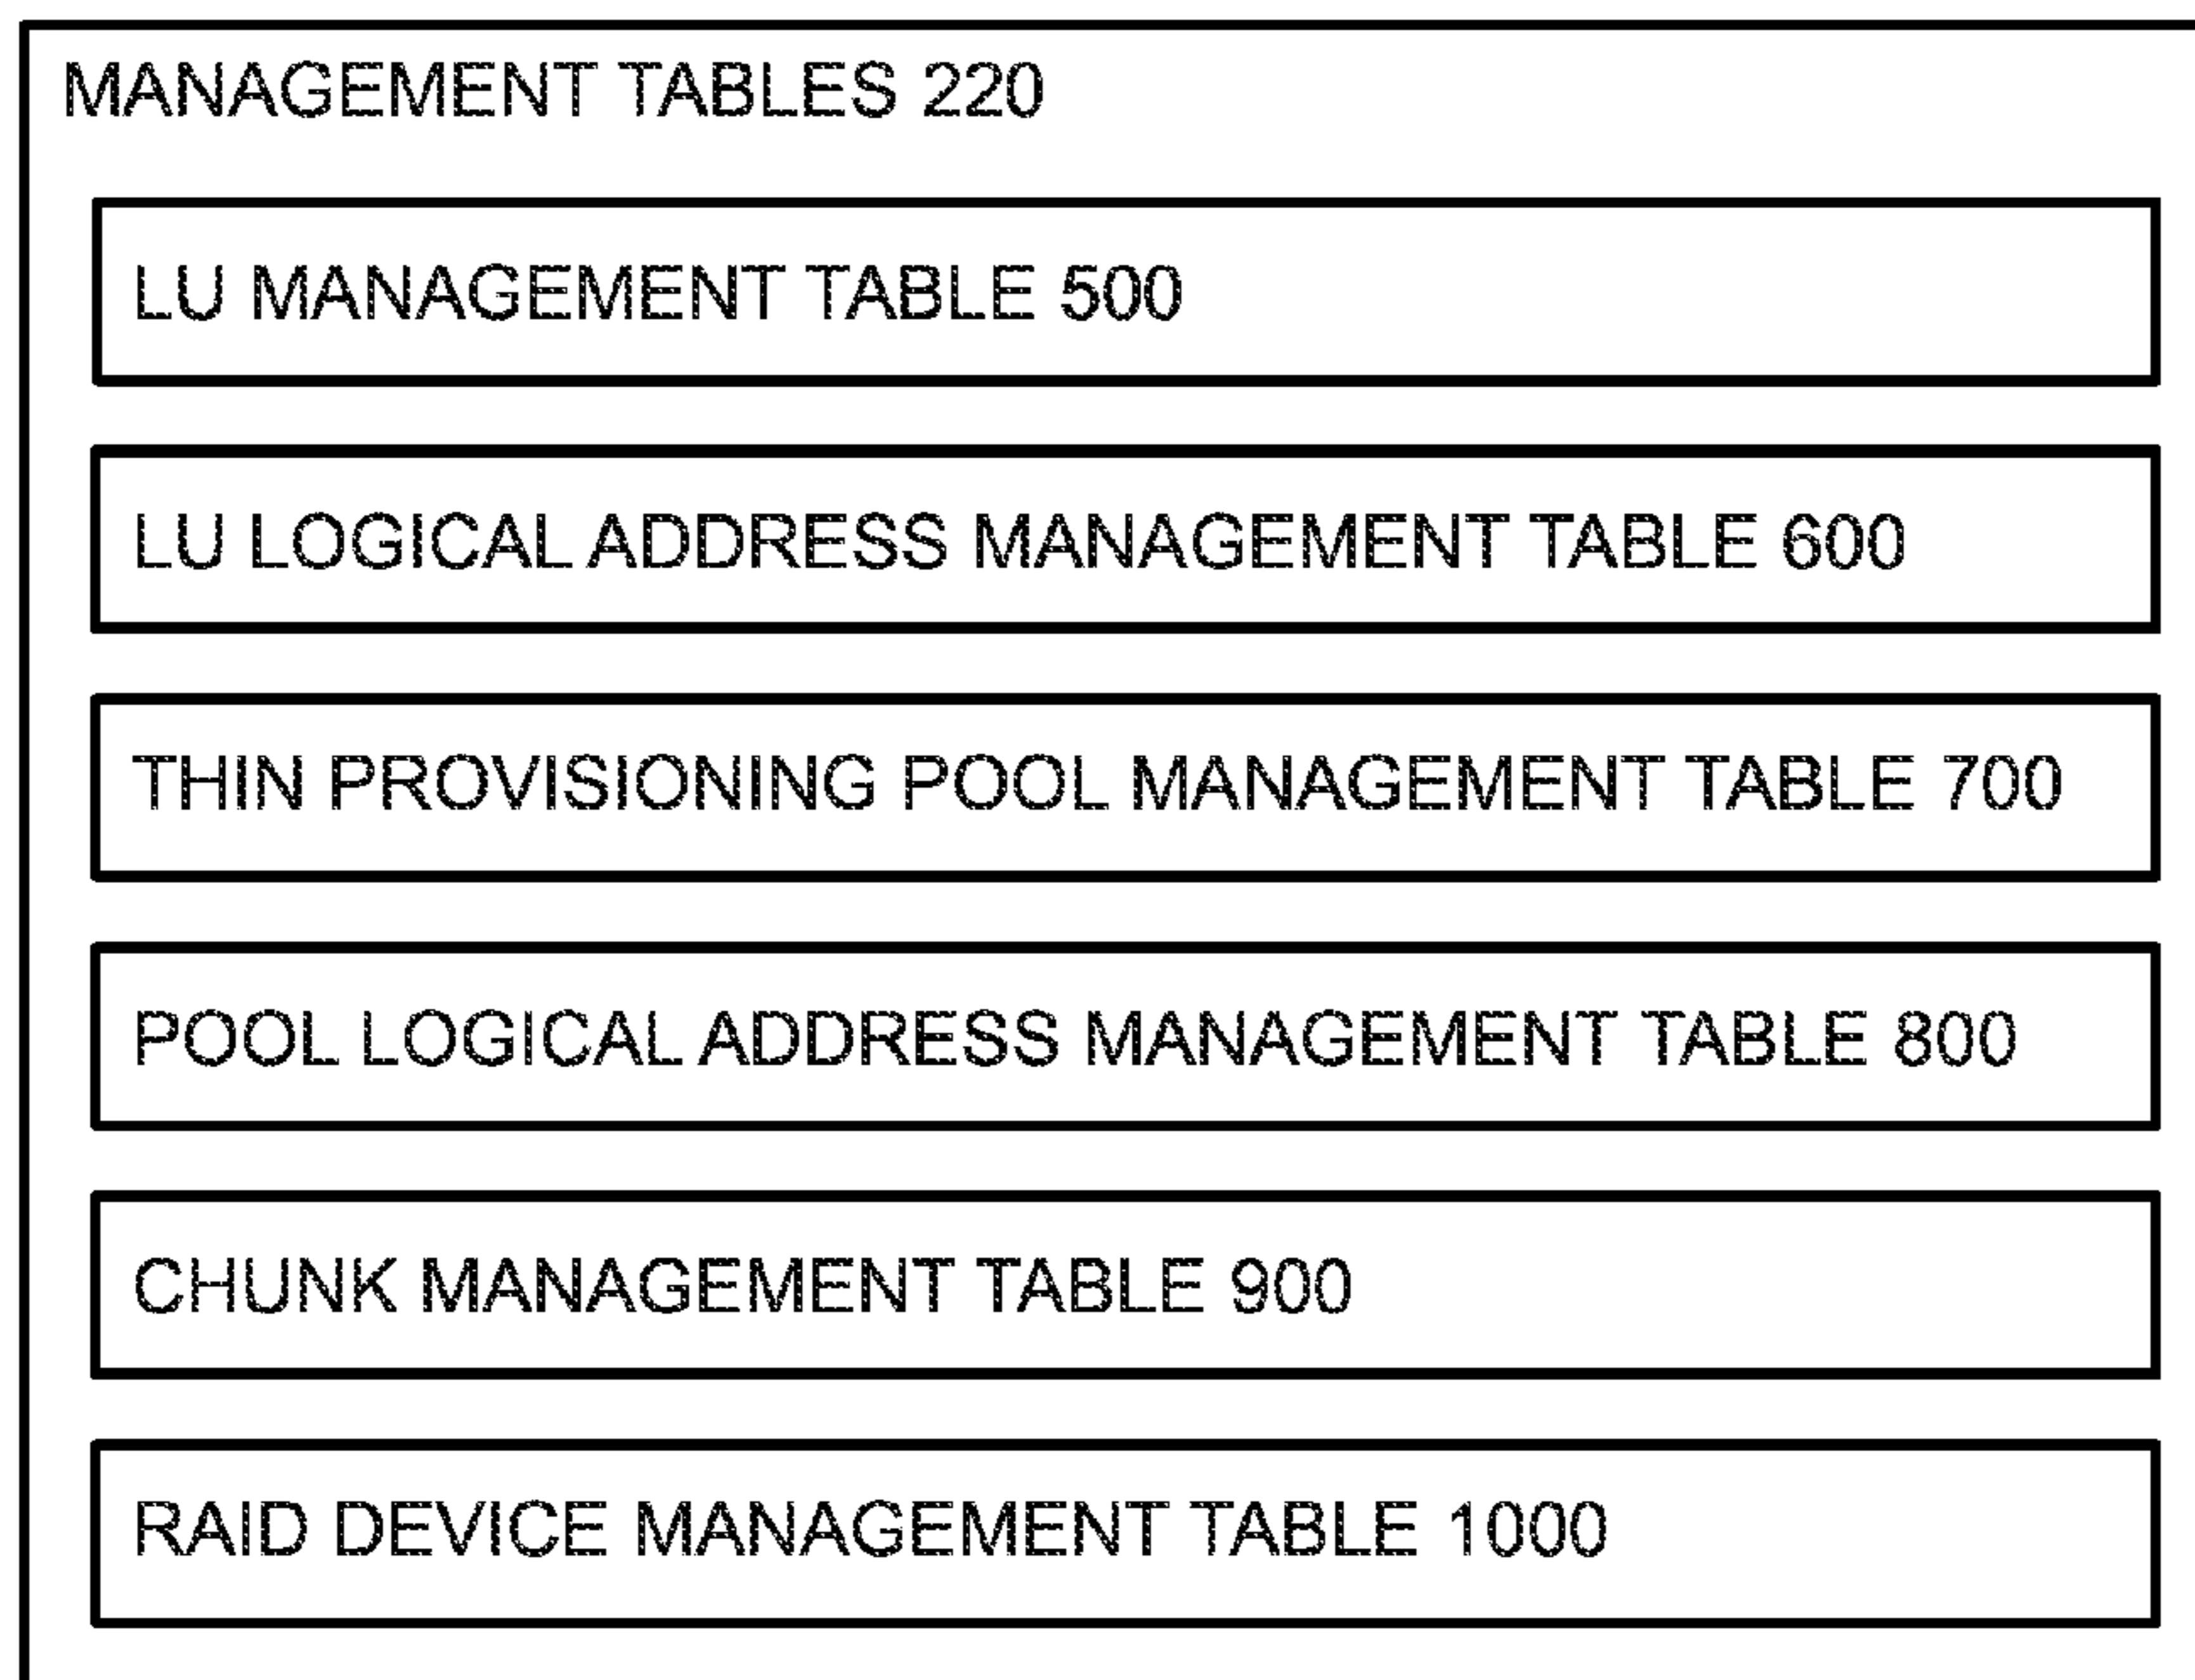 MANAGEMENT TABLES 220
LU MANAGEMENT TABLE 500
LU LOGICAL ADDRESS MANAGEMENT TABLE 600
THIN PROVISIONING POOL MANAGEMENT TABLE 700
POOL LOGICAL ADDRESS MANAGEMENT TABLE 800
CHUNK MANAGEMENT TABLE 900
RAID DEVICE MANAGEMENT TABLE 1000